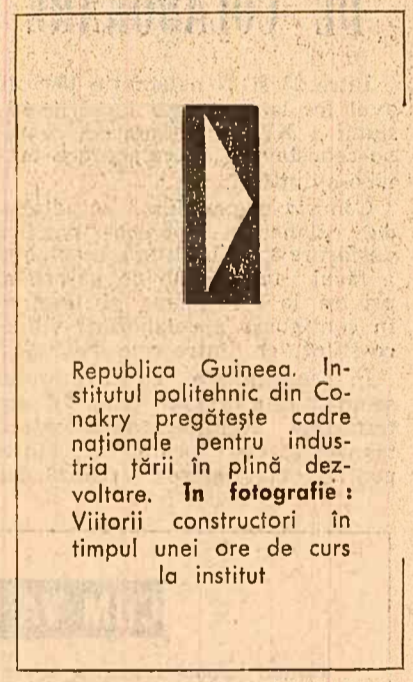 Republica Guineea. In-
stitutul politehnic din Co-
nakry pregătește cadre
naționale pentru indus-
tria țării în plină dez-
voltare. In fotografie :
Viitorii constructori în
timpul unei ore de curs
la institut